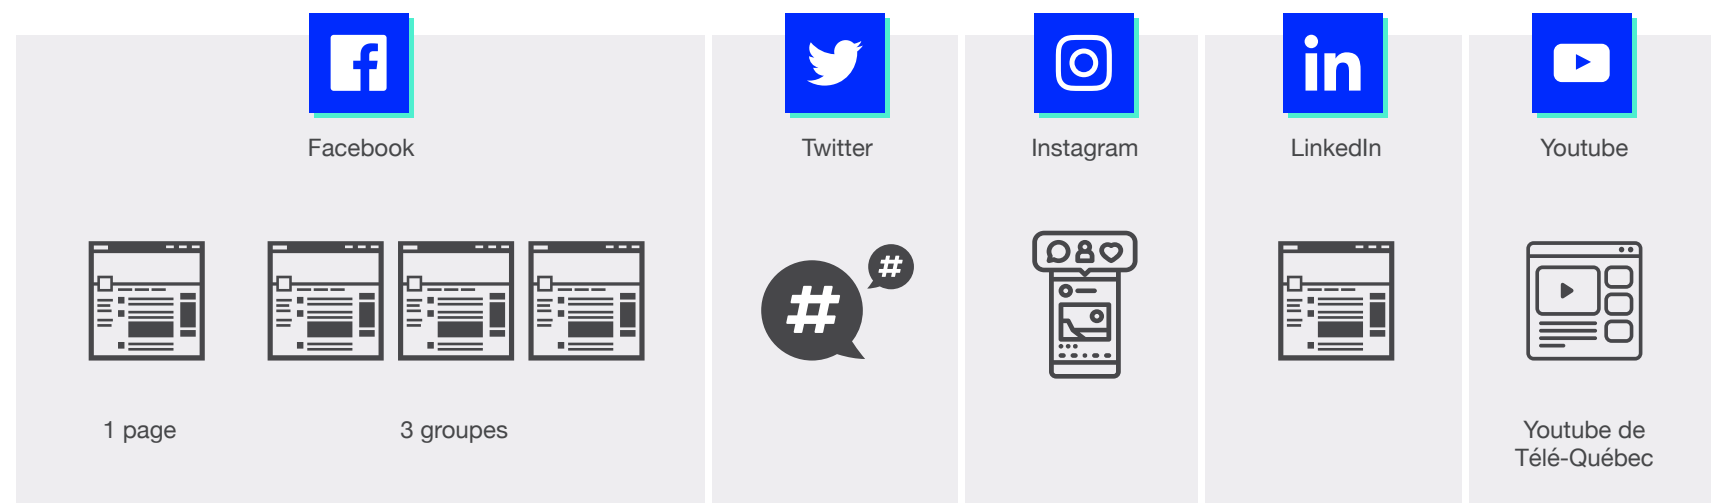 Facebook
Twitter
Instagram
LinkedIn
Youtube
# #
1 page
3 groupes
Youtube de
Télé-Québec